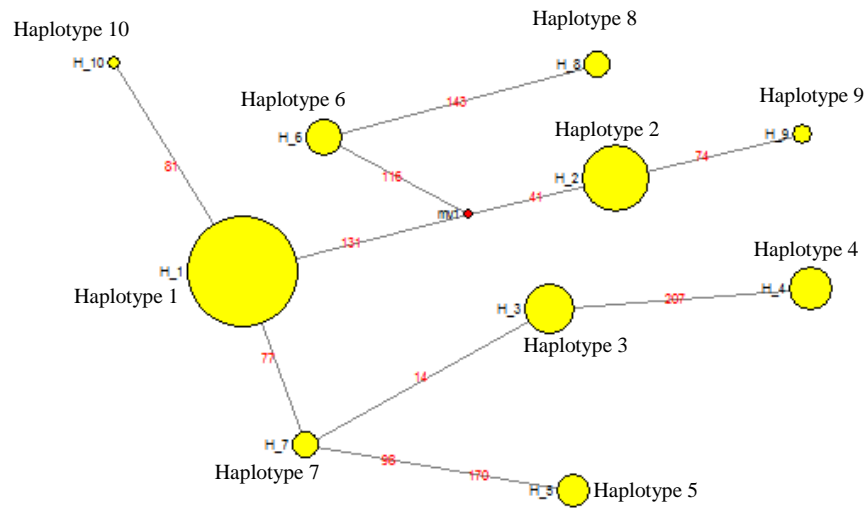 Haplotype 10
H_10
Haplotype 8
H_8
Haplotype 6
H_6
143
Haplotype 9
H_9
Haplotype 2
74
81
116
H_2
41
mv1
131
H_1
Haplotype 1
Haplotype 4
H_4
207
H_3
Haplotype 3
77
14
H_7
Haplotype 7
98
170
H_5
Haplotype 5